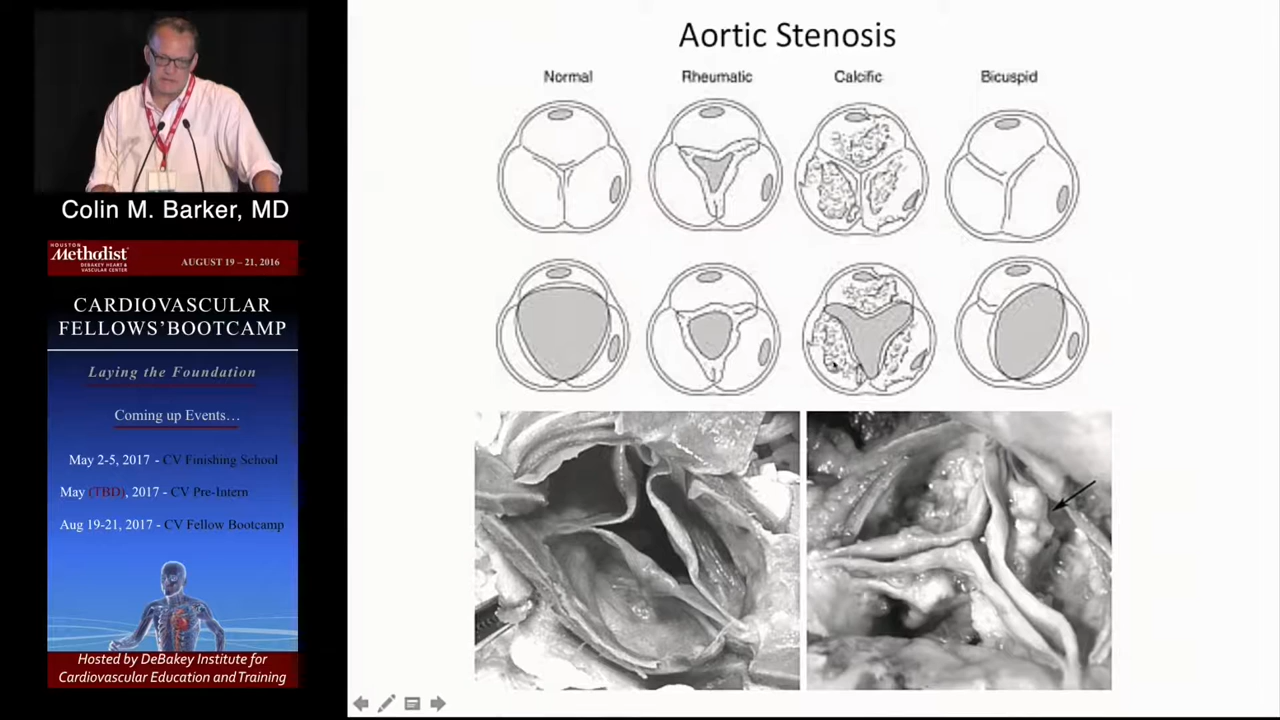 Colin M. Barker, MD
HOUSTON
Methodist
DEBAKEY HEART &
VASCULAR CENTER
AUGUST 19 – 21, 2016
CARDIOVASCULAR
FELLOWS’BOOTCAMP
Laying the Foundation
Coming up Events…
May 2-5, 2017 - CV Finishing School
May (TBD), 2017 - CV Pre-Intern
Aug 19-21, 2017 - CV Fellow Bootcamp
Hosted by DeBakey Institute for
Cardiovascular Education and Training
Aortic Stenosis
Normal
Rheumatic
Calcific
Bicuspid